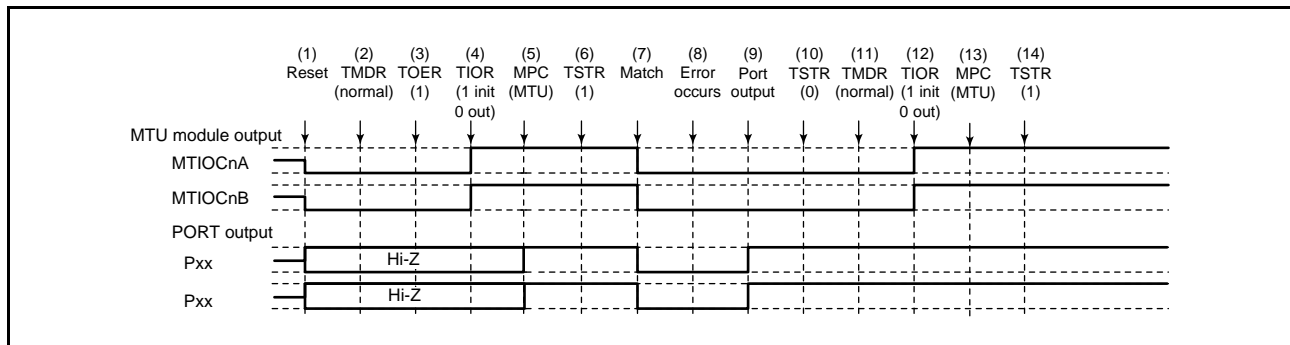 (1) (2) (3) (4) (5) (6) (7) (8) (9) (10) (11) (12) (13) (14)
Reset TMDR TOER TIOR MPC TSTR Match Error Port TSTR TMDR TIOR MPC TSTR
(normal) (1) (1 init (MTU) (1) occurs output (0) (normal) (1 init (MTU) (1)
0 out) 0 out)
MTU module output
MTIOCnA
MTIOCnB
PORT output
Pxx Hi-Z
Pxx Hi-Z